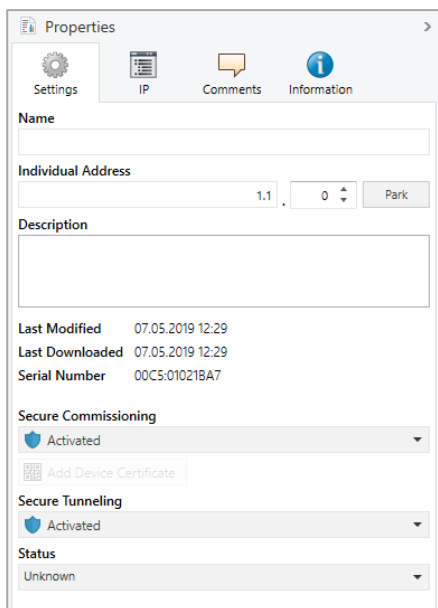 Properties
Settings IP Comments Information
Name
Individual Address
1.1 . 0 Park
Description
Last Modified 07.05.2019 12:29
Last Downloaded 07.05.2019 12:29
Serial Number 00C5:01021BA7
Secure Commissioning
Activated
Add Device Certificate
Secure Tunneling
Activated
Status
Unknown